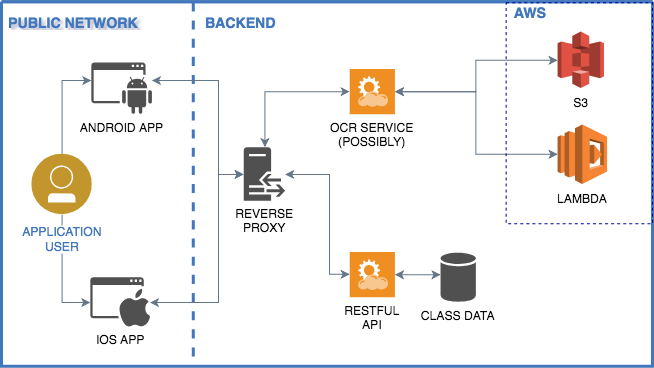 PUBLIC NETWORK
BACKEND
AWS
ANDROID APP
OCR SERVICE
(POSSIBLY)
S3
LAMBDA
REVERSE
PROXY
APPLICATION
USER
IOS APP
RESTFUL
API
CLASS DATA